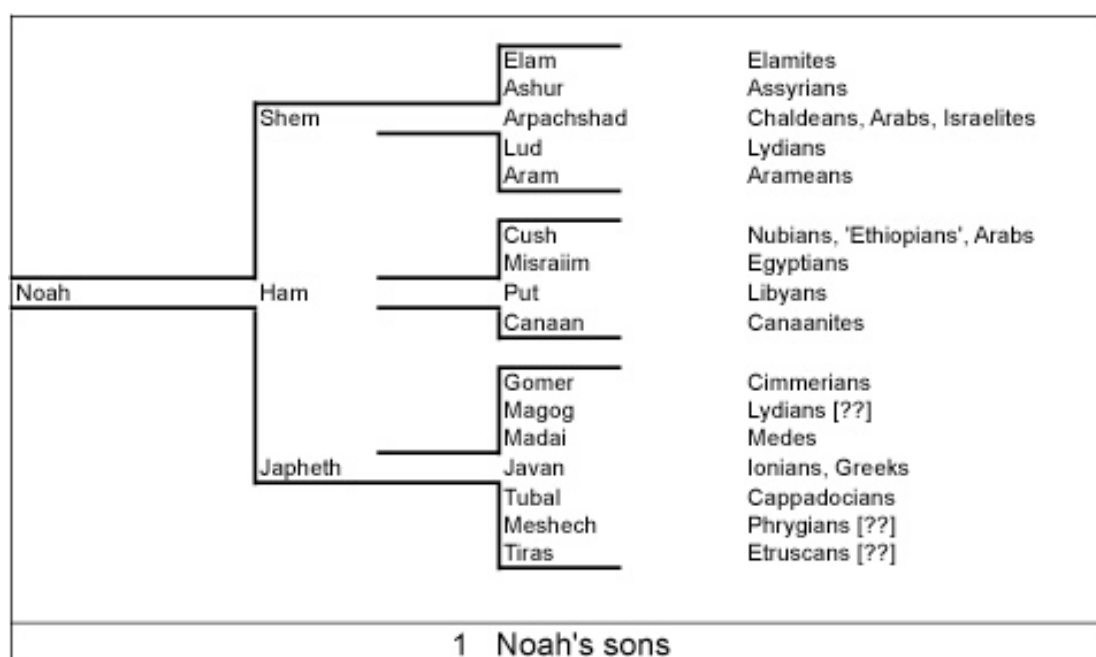 Elam Elamites
Ashur Assyrians
Shem Arpachshad Chaldeans, Arabs, Israelites
Lud Lydians
Aram Arameans
Cush Nubians, 'Ethiopians', Arabs
Misraiim Egyptians
Noah Ham Put Libyans
Canaan Canaanites
Gomer Cimmerians
Magog Lydians [??]
Madai Medes
Japheth Javan Ionians, Greeks
Tubal Cappadocians
Meshech Phrygians [??]
Tiras Etruscans [??]
1 Noah's sons